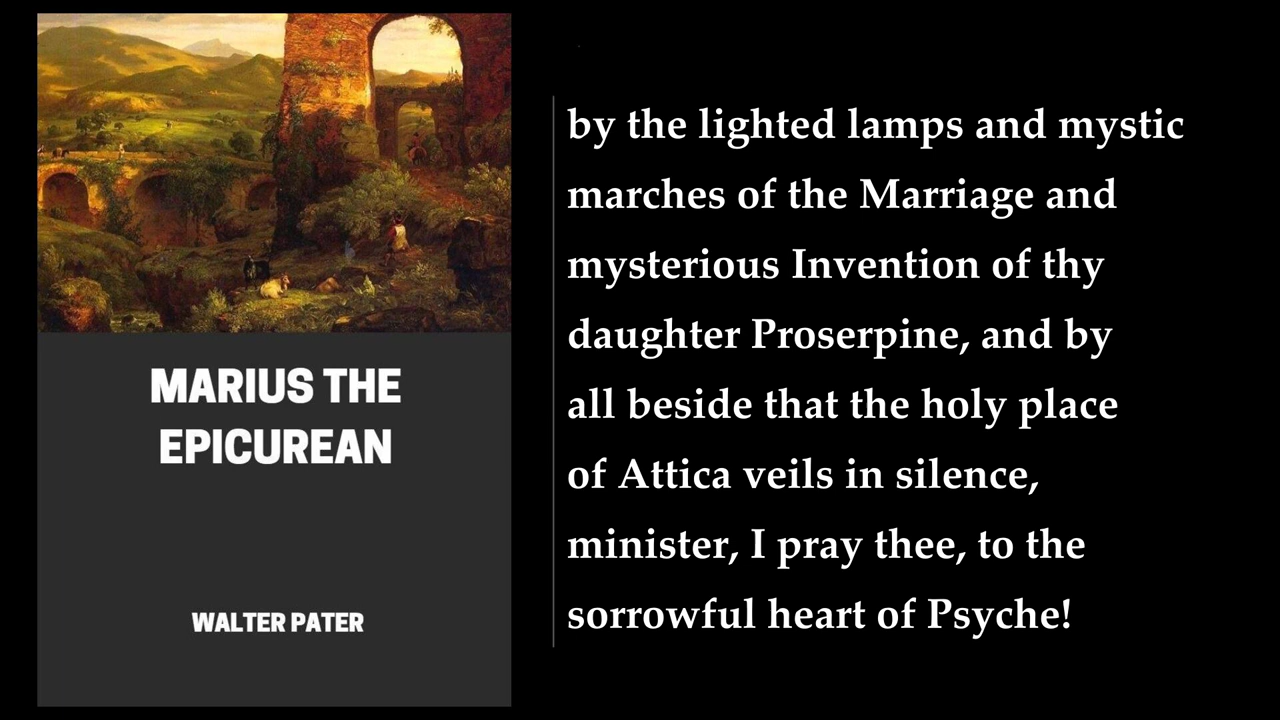 MARIUS THE
EPICUREAN
WALTER PATER
by the lighted lamps and mystic
marches of the Marriage and
mysterious Invention of thy
daughter Proserpine, and by
all beside that the holy place
of Attica veils in silence,
minister, I pray thee, to the
sorrowful heart of Psyche!